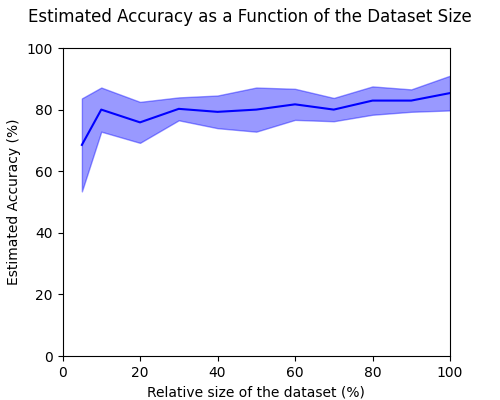 Estimated Accuracy as a Function of the Dataset Size
100
80
60
40
20
0
Estimated Accuracy (%)
0 20 40 60 80 100
Relative size of the dataset (%)